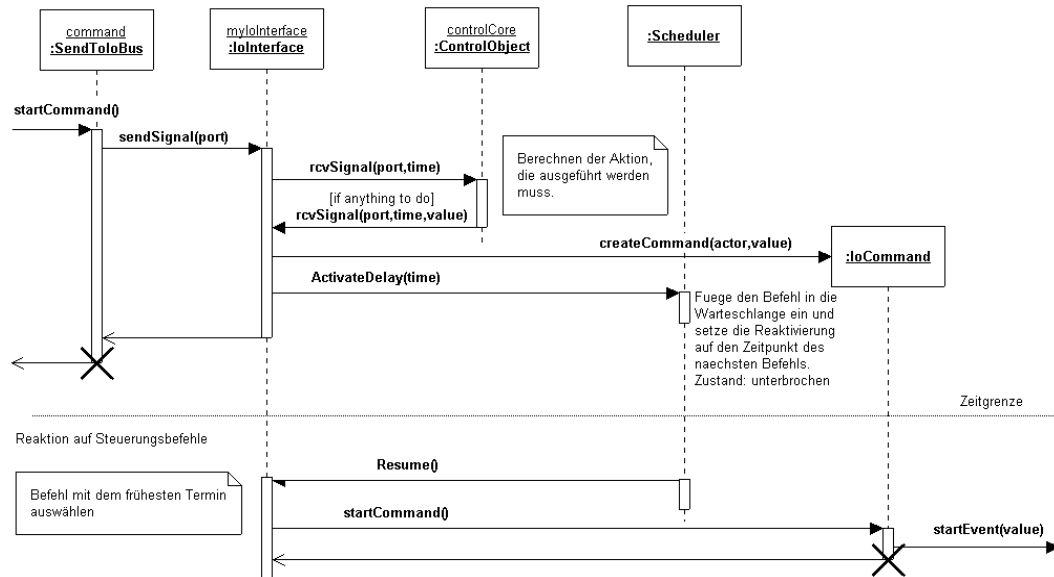 command
:SendToIoBus
myIoInterface
:IoInterface
controlCore
:ControlObject
:Scheduler
startCommand()
sendSignal(port)
rcvSignal(port,time)
Berechnen der Aktion,
die ausgeführt werden
muss.
[if anything to do]
rcvSignal(port,time,value)
createCommand(actor,value)
:IoCommand
ActivateDelay(time)
Fuege den Befehl in die
Warteschlange ein und
setze die Reaktivierung
auf den Zeitpunkt des
naechsten Befehls.
Zustand: unterbrochen
Zeitgrenze
Reaktion auf Steuerungsbefehle
Resume()
Befehl mit dem frühesten Termin
auswählen
startCommand()
startEvent(value)